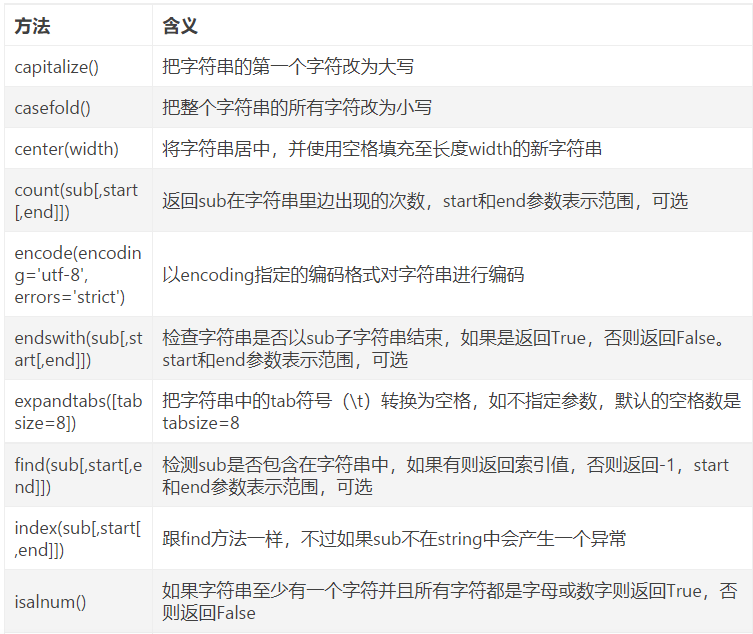 方法 含义
capitalize() 把字符串的第一个字符改为大写
casefold() 把整个字符串的所有字符改为小写
center(width) 将字符串居中，并使用空格填充至长度width的新字符串
count(sub[,start
[,end]])
返回sub在字符串里边出现的次数，start和end参数表示范围，可选
encode(encodin
g='utf-8',
errors='strict')
以encoding指定的编码格式对字符串进行编码
endswith(sub[,st
art[,end]])
检查字符串是否以sub子字符串结束，如果是返回True，否则返回False。
start和end参数表示范围，可选
expandtabs([tab
size=8])
把字符串中的tab符号（\t）转换为空格，如不指定参数，默认的空格数是
tabsize=8
find(sub[,start[,e
nd]])
检测sub是否包含在字符串中，如果有则返回索引值，否则返回-1，start
和end参数表示范围，可选
index(sub[,start[
,end]])
跟find方法一样，不过如果sub不在string中会产生一个异常
isalnum()
如果字符串至少有一个字符并且所有字符都是字母或数字则返回True，否
则返回False